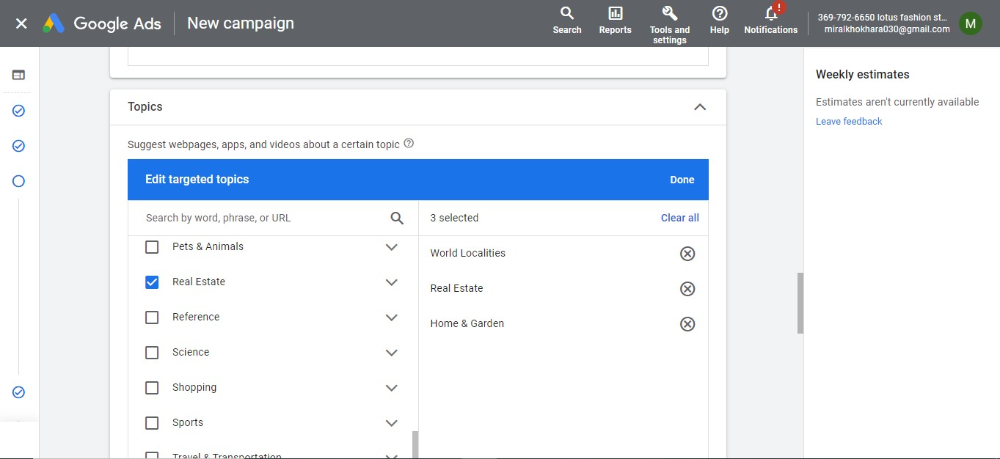 Google Ads
New campaign
Search
Reports
Tools and
settings
Help
!
Notifications
369-792-6650 lotus fashion st...
miralkhokhara030@gmail.com
M
Topics
Suggest webpages, apps, and videos about a certain topic
Edit targeted topics
Done
Search by word, phrase, or URL
3 selected
Clear all
Pets & Animals
Real Estate
Reference
Science
Shopping
Sports
Travel & Transportation
World Localities
Real Estate
Home & Garden
Weekly estimates
Estimates aren't currently available
Leave feedback